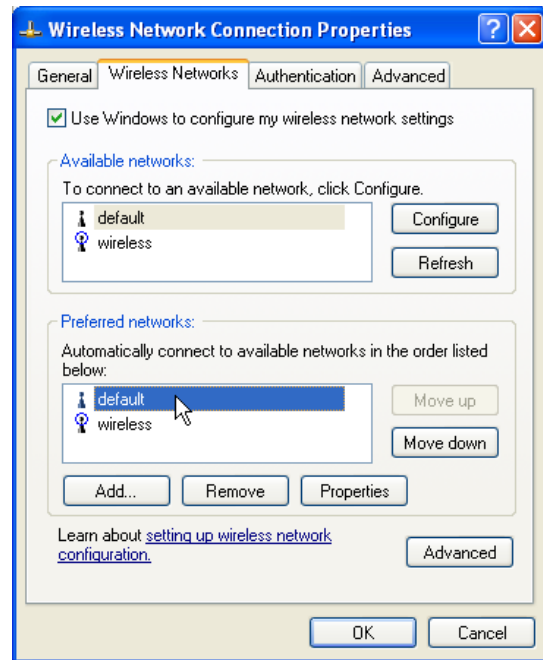 Wireless Network Connection Properties
?
General Wireless Networks Authentication Advanced
Use Windows to configure my wireless network settings
Available networks:
To connect to an available network, click Configure.
default
wireless
Configure
Refresh
Preferred networks:
Automatically connect to available networks in the order listed
below:
default
wireless
Move up
Move down
Add... Remove Properties
Learn about setting up wireless network
configuration.
Advanced
OK Cancel